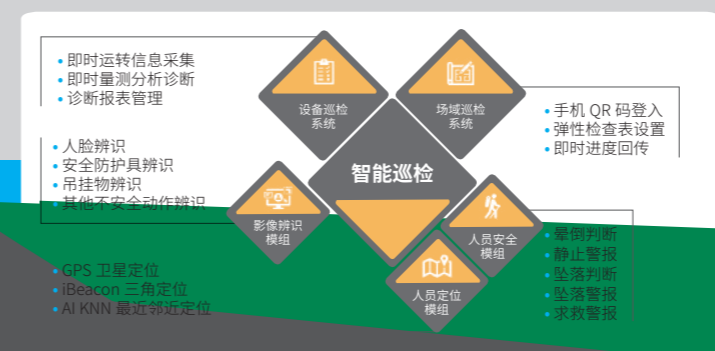 • 即时运转信息采集
• 即时量测分析诊断
• 诊断报表管理
设备巡检
系统
场域巡检
系统
• 手机 QR 码登入
• 弹性检查表设置
• 即时进度回传
• 人脸辨识
• 安全防护具辨识
• 吊挂物辨识
• 其他不安全动作辨识
智能巡检
影像辨识
模组
人员安全
模组
• 晕倒判断
• 静止警报
• 坠落判断
• 坠落警报
• 求救警报
• GPS 卫星定位
• iBeacon 三角定位
• AI KNN 最近邻近定位
人员定位
模组